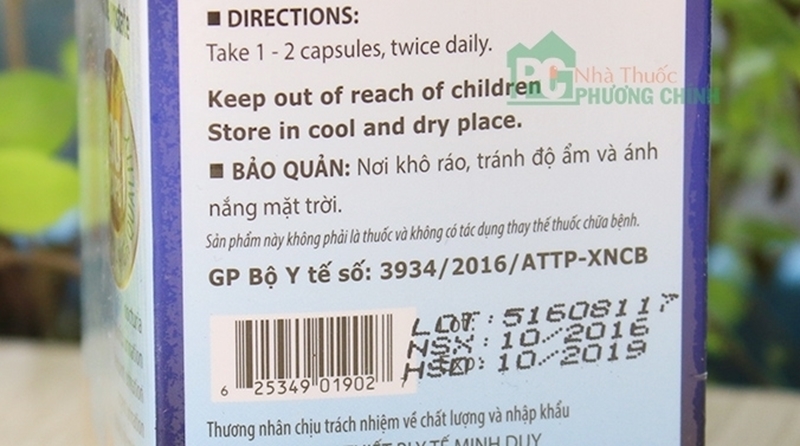 ■ DIRECTIONS:
Take 1 - 2 capsules, twice daily.
PC Nhà Thuốc
PHƯƠNG CHINH
Keep out of reach of children
Store in cool and dry place.
■ BẢO QUẢN: Nơi khô ráo, tránh độ ẩm và ánh
nắng mặt trời.
Sản phẩm này không phải là thuốc và không có tác dụng thay thế thuốc chữa bệnh.
GP Bộ Y tế số: 3934/2016/ATTP-XNCB
LOT: 51608117
NSX: 10/2016
HSD: 10/2019
6 25349 01902
Thương nhân chịu trách nhiệm về chất lượng và nhập khẩu
Y TẾ MINH DUY